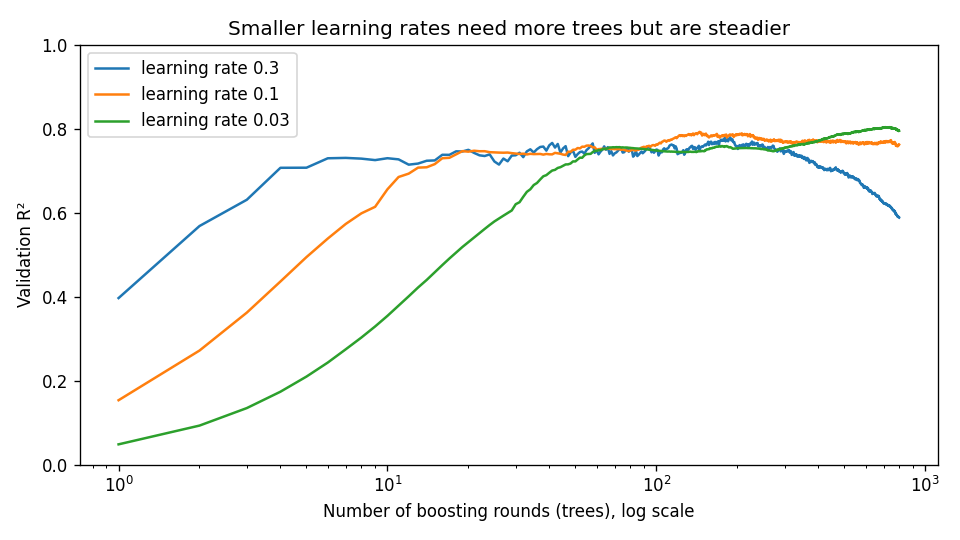 Smaller learning rates need more trees but are steadier
learning rate 0.3
learning rate 0.1
learning rate 0.03
Validation R²
1.0
0.8
0.6
0.4
0.2
0.0
10⁰
10¹
10²
10³
Number of boosting rounds (trees), log scale